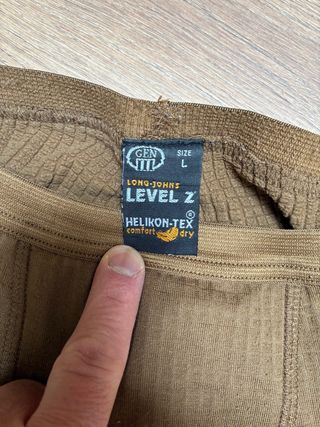 GEN
III
SIZE
L
LONG-JOHNS
LEVEL 2
HELIKON-TEX®
comfort dry